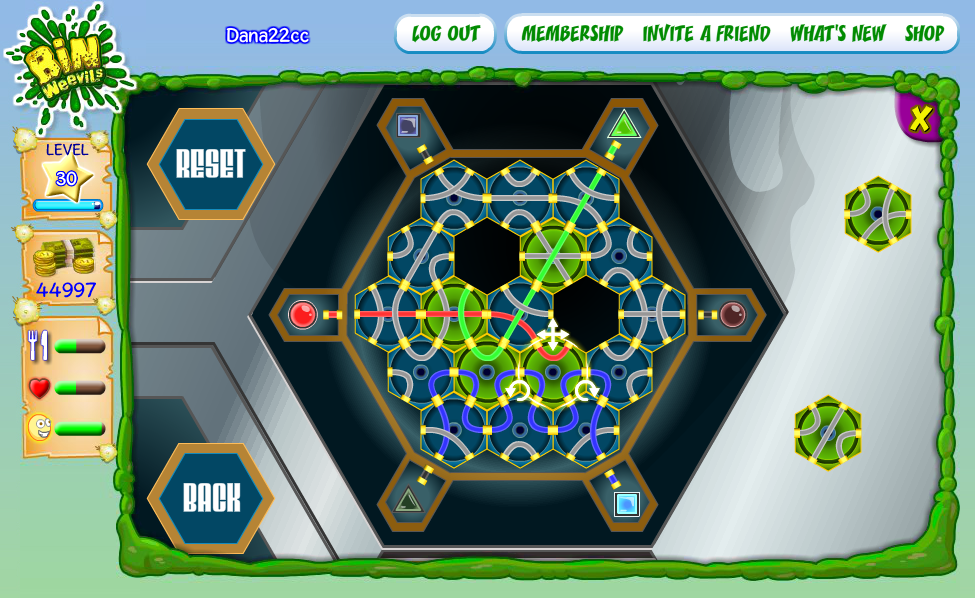 Dana22cc
LOG OUT
MEMBERSHIP INVITE A FRIEND WHAT'S NEW SHOP
BiN
Weevils
LEVEL
30
44997
RESET
BACK
X